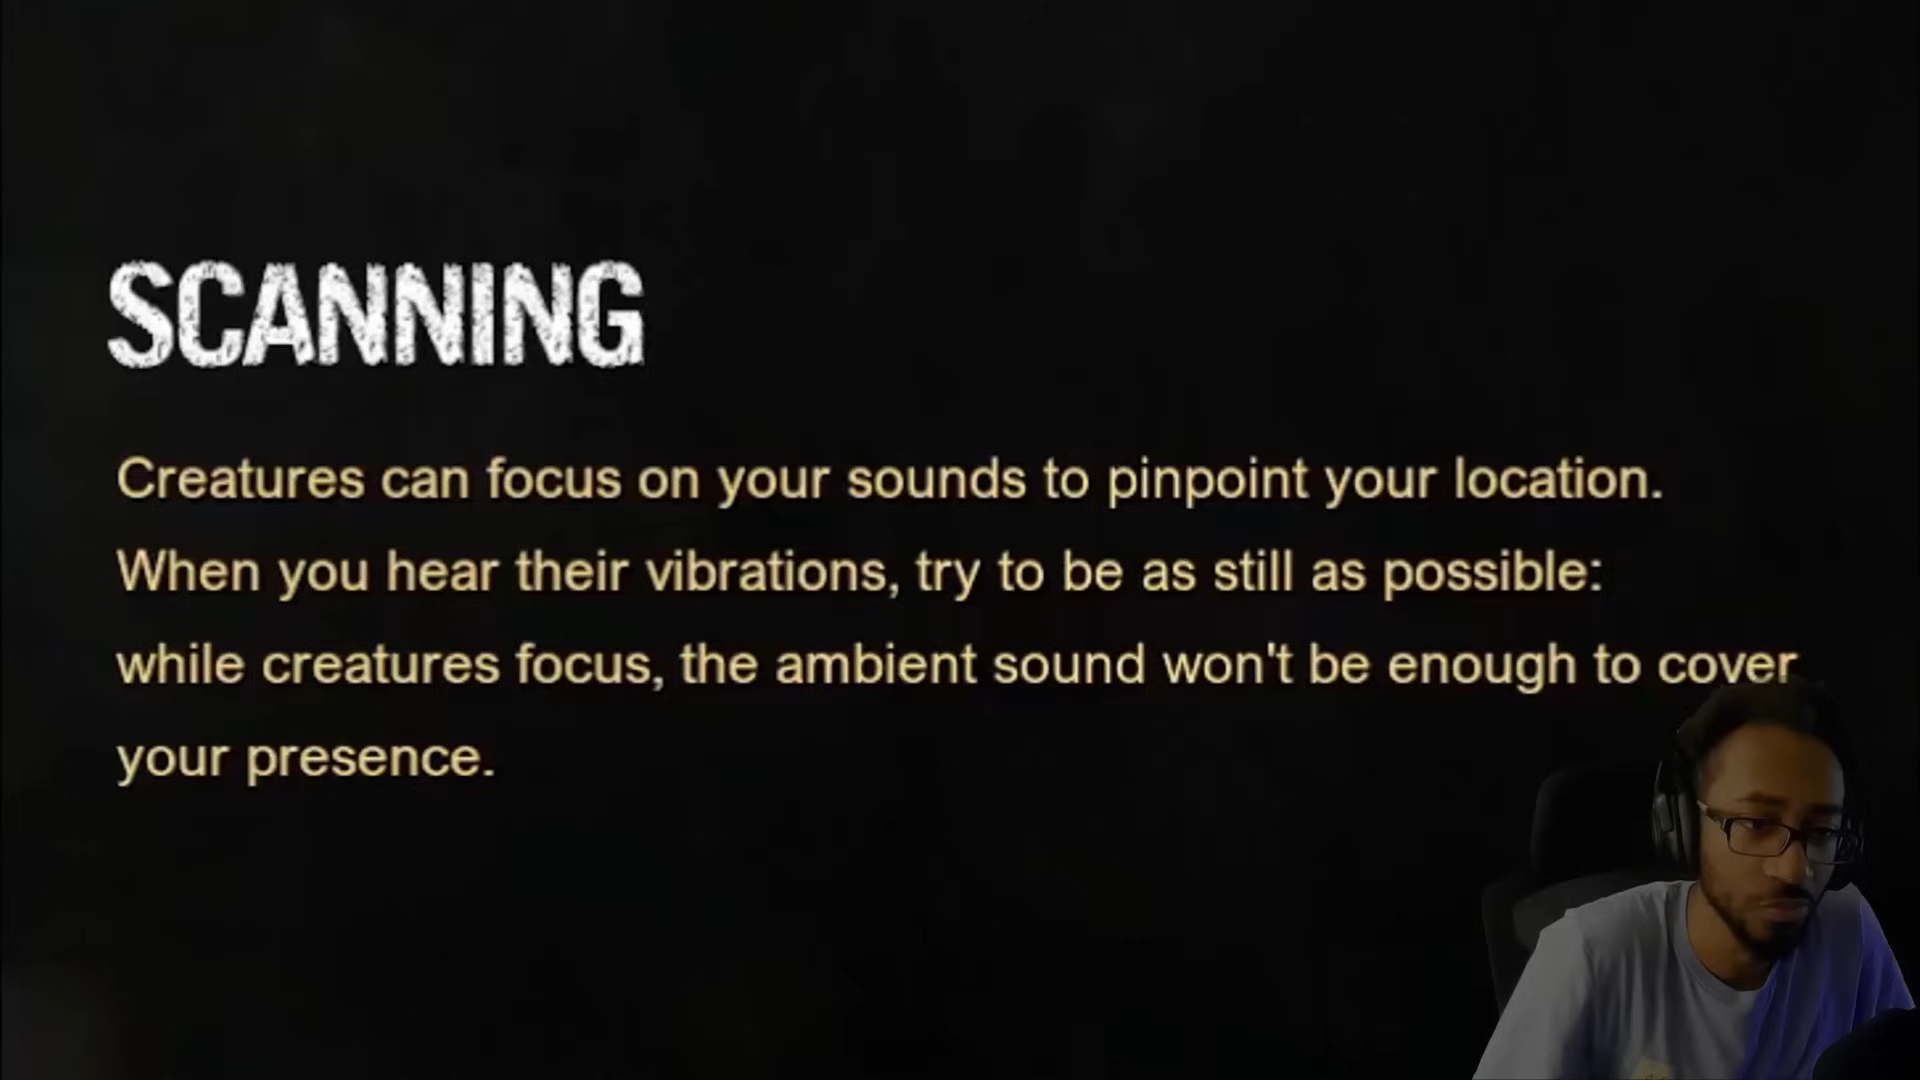 SCANNING
Creatures can focus on your sounds to pinpoint your location.
When you hear their vibrations, try to be as still as possible:
while creatures focus, the ambient sound won't be enough to cover
your presence.